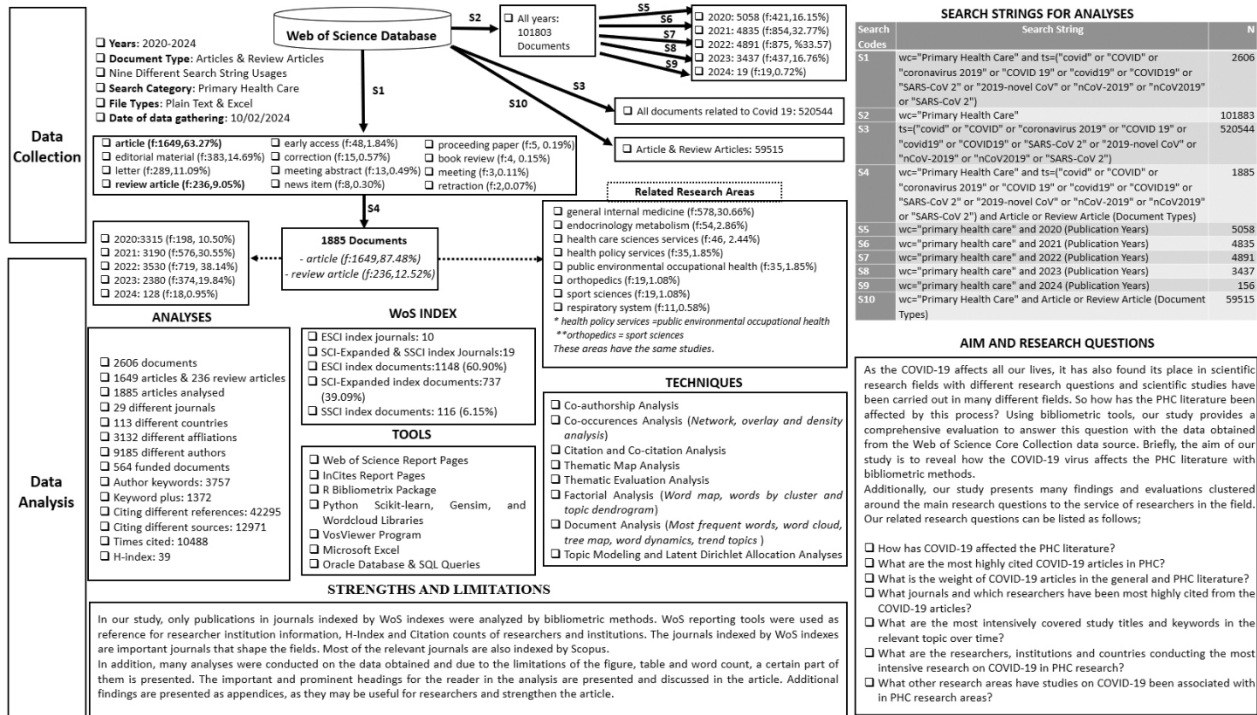 Data
Collection
Data
Analysis
Web of Science Database
❑ Years: 2020-2024
❑ Document Type: Articles & Review Articles
❑ Nine Different Search String Usages
❑ Search Category: Primary Health Care
❑ File Types: Plain Text & Excel
❑ Date of data gathering: 10/02/2024
S2
❑ All years:
101803
Documents
S5
S6
S7
S8
S9
❑ 2020: 5058 (f:421,16.15%)
❑ 2021: 4835 (f:854,32.77%)
❑ 2022: 4891 (f:875, %33.57)
❑ 2023: 3437 (f:437,16.76%)
❑ 2024: 19 (f:19,0.72%)
S1
S3
S10
❑ All documents related to Covid 19: 520544
❑ Article & Review Articles: 59515
❑ article (f:1649,63.27%)
❑ editorial material (f:383,14.69%)
❑ letter (f:289,11.09%)
❑ review article (f:236,9.05%)
❑ early access (f:48,1.84%)
❑ correction (f:15,0.57%)
❑ meeting abstract (f:13,0.49%)
❑ news item (f:8,0.30%)
❑ proceeding paper (f:5, 0.19%)
❑ book review (f:4, 0.15%)
❑ meeting (f:3,0.11%)
❑ retraction (f:2,0.07%)
S4
❑ 2020:3315 (f:198, 10.50%)
❑ 2021: 3190 (f:576,30.55%)
❑ 2022: 3530 (f:719, 38.14%)
❑ 2023: 2380 (f:374,19.84%)
❑ 2024: 128 (f:18,0.95%)
1885 Documents
- article (f:1649,87.48%)
- review article (f:236,12.52%)
Related Research Areas
❑ general internal medicine (f:578,30.66%)
❑ endocrinology metabolism (f:54,2.86%)
❑ health care sciences services (f:46, 2.44%)
❑ health policy services (f:35,1.85%)
❑ public environmental occupational health (f:35,1.85%)
❑ orthopedics (f:19,1.08%)
❑ sport sciences (f:19,1.08%)
❑ respiratory system (f:11,0.58%)
* health policy services =public environmental occupational health
**orthopedics = sport sciences
These areas have the same studies.
ANALYSES
❑ 2606 documents
❑ 1649 articles & 236 review articles
❑ 1885 articles analysed
❑ 29 different journals
❑ 113 different countries
❑ 3132 different affliations
❑ 9185 different authors
❑ 564 funded documents
❑ Author keywords: 3757
❑ Keyword plus: 1372
❑ Citing different references: 42295
❑ Citing different sources: 12971
❑ Times cited: 10488
❑ H-index: 39
WoS INDEX
❑ ESCI index journals: 10
❑ SCI-Expanded & SSCI index Journals:19
❑ ESCI index documents:1148 (60.90%)
❑ SCI-Expanded index documents:737
(39.09%)
❑ SSCI index documents: 116 (6.15%)
TOOLS
❑ Web of Science Report Pages
❑ InCites Report Pages
❑ R Bibliometrix Package
❑ Python Scikit-learn, Gensim, and
Wordcloud Libraries
❑ VosViewer Program
❑ Microsoft Excel
❑ Oracle Database & SQL Queries
TECHNIQUES
❑ Co-authorship Analysis
❑ Co-occurences Analysis (Network, overlay and density
analysis)
❑ Citation and Co-citation Analysis
❑ Thematic Map Analysis
❑ Thematic Evaluation Analysis
❑ Factorial Analysis (Word map, words by cluster and
topic dendrogram)
❑ Document Analysis (Most frequent words, word cloud,
tree map, word dynamics, trend topics )
❑ Topic Modeling and Latent Dirichlet Allocation Analyses
STRENGTHS AND LIMITATIONS
In our study, only publications in journals indexed by WoS indexes were analyzed by bibliometric methods. WoS reporting tools were used as
reference for researcher institution information, H-Index and Citation counts of researchers and institutions. The journals indexed by WoS indexes
are important journals that shape the fields. Most of the relevant journals are also indexed by Scopus.
In addition, many analyses were conducted on the data obtained and due to the limitations of the figure, table and word count, a certain part of
them is presented. The important and prominent headings for the reader in the analysis are presented and discussed in the article. Additional
findings are presented as appendices, as they may be useful for researchers and strengthen the article.
SEARCH STRINGS FOR ANALYSES
Search
Codes
Search String
N
S1 wc="Primary Health Care" and ts=("covid" or "COVID" or 2606
"coronavirus 2019" or "COVID 19" or "covid19" or "COVID19" or
"SARS-CoV 2" or "2019-novel CoV" or "nCoV-2019" or "nCoV2019"
or "SARS-CoV 2")
S2 wc="Primary Health Care" 101883
S3 ts=("covid" or "COVID" or "coronavirus 2019" or "COVID 19" or 520544
"covid19" or "COVID19" or "SARS-CoV 2" or "2019-novel CoV" or
"nCoV-2019" or "nCoV2019" or "SARS-CoV 2")
S4 wc="Primary Health Care" and ts=("covid" or "COVID" or 1885
"coronavirus 2019" or "COVID 19" or "covid19" or "COVID19" or
"SARS-CoV 2" or "2019-novel CoV" or "nCoV-2019" or "nCoV2019"
or "SARS-CoV 2") and Article or Review Article (Document Types)
S5 wc="primary health care" and 2020 (Publication Years) 5058
S6 wc="primary health care" and 2021 (Publication Years) 4835
S7 wc="primary health care" and 2022 (Publication Years) 4891
S8 wc="primary health care" and 2023 (Publication Years) 3437
S9 wc="primary health care" and 2024 (Publication Years) 156
S10 wc="Primary Health Care" and Article or Review Article (Document 59515
Types)
AIM AND RESEARCH QUESTIONS
As the COVID-19 affects all our lives, it has also found its place in scientific
research fields with different research questions and scientific studies have
been carried out in many different fields. So how has the PHC literature been
affected by this process? Using bibliometric tools, our study provides a
comprehensive evaluation to answer this question with the data obtained
from the Web of Science Core Collection data source. Briefly, the aim of our
study is to reveal how the COVID-19 virus affects the PHC literature with
bibliometric methods.
Additionally, our study presents many findings and evaluations clustered
around the main research questions to the service of researchers in the field.
Our related research questions can be listed as follows;
❑ How has COVID-19 affected the PHC literature?
❑ What are the most highly cited COVID-19 articles in PHC?
❑ What is the weight of COVID-19 articles in the general and PHC literature?
❑ What journals and which researchers have been most highly cited from the
COVID-19 articles?
❑ What are the most intensively covered study titles and keywords in the
relevant topic over time?
❑ What are the researchers, institutions and countries conducting the most
intensive research on COVID-19 in PHC research?
❑ What other research areas have studies on COVID-19 been associated with
in PHC research areas?